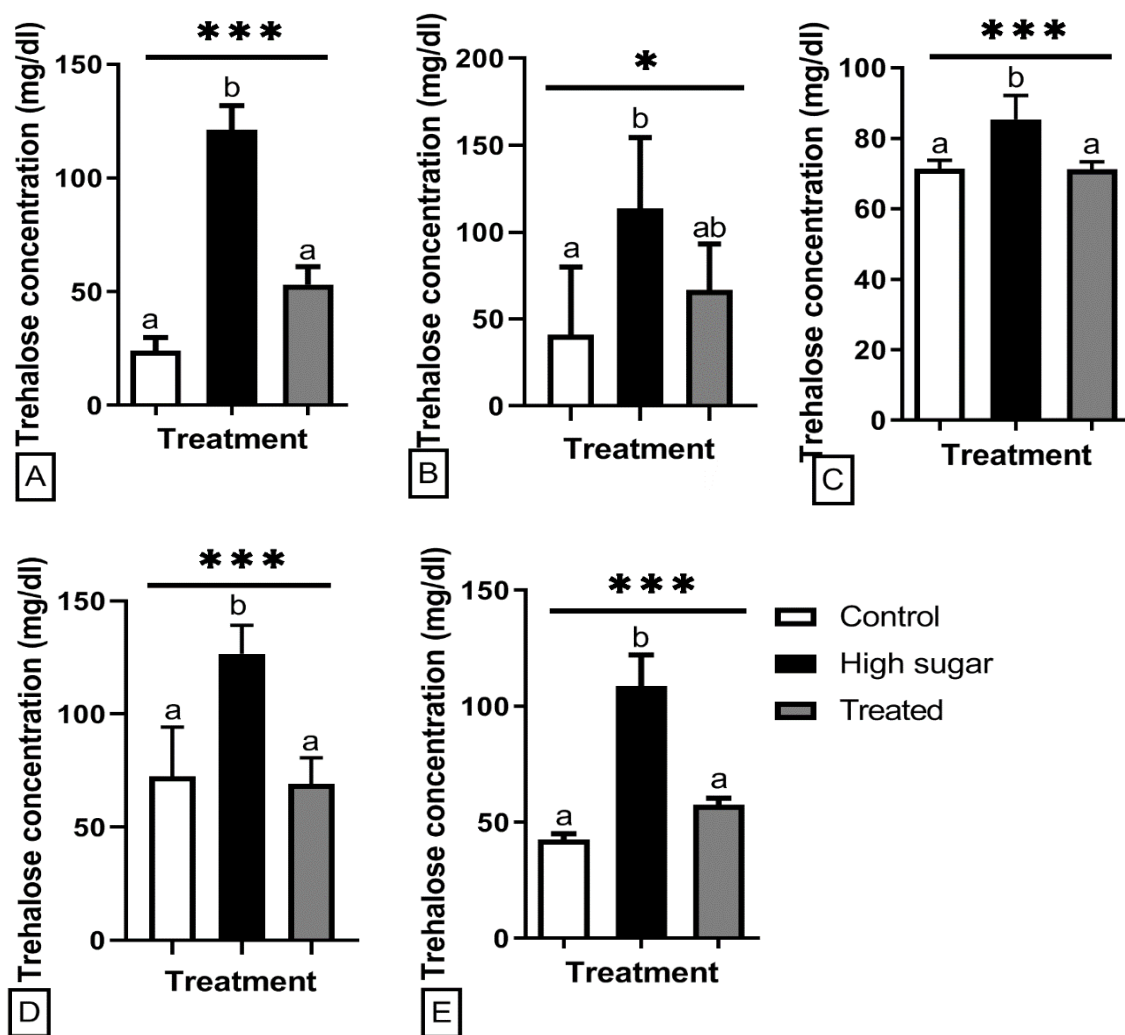 ***
Trehalose concentration (mg/dl)
150
100
50
0
a
b
a
Treatment
A
*
Trehalose concentration (mg/dl)
200
150
100
50
0
a
b
ab
Treatment
B
***
Trehalose concentration (mg/dl)
100
80
60
40
20
0
a
b
a
Treatment
C
***
Trehalose concentration (mg/dl)
150
100
50
0
a
b
a
Treatment
D
***
Trehalose concentration (mg/dl)
150
100
50
0
a
b
a
Treatment
E
Control
High sugar
Treated